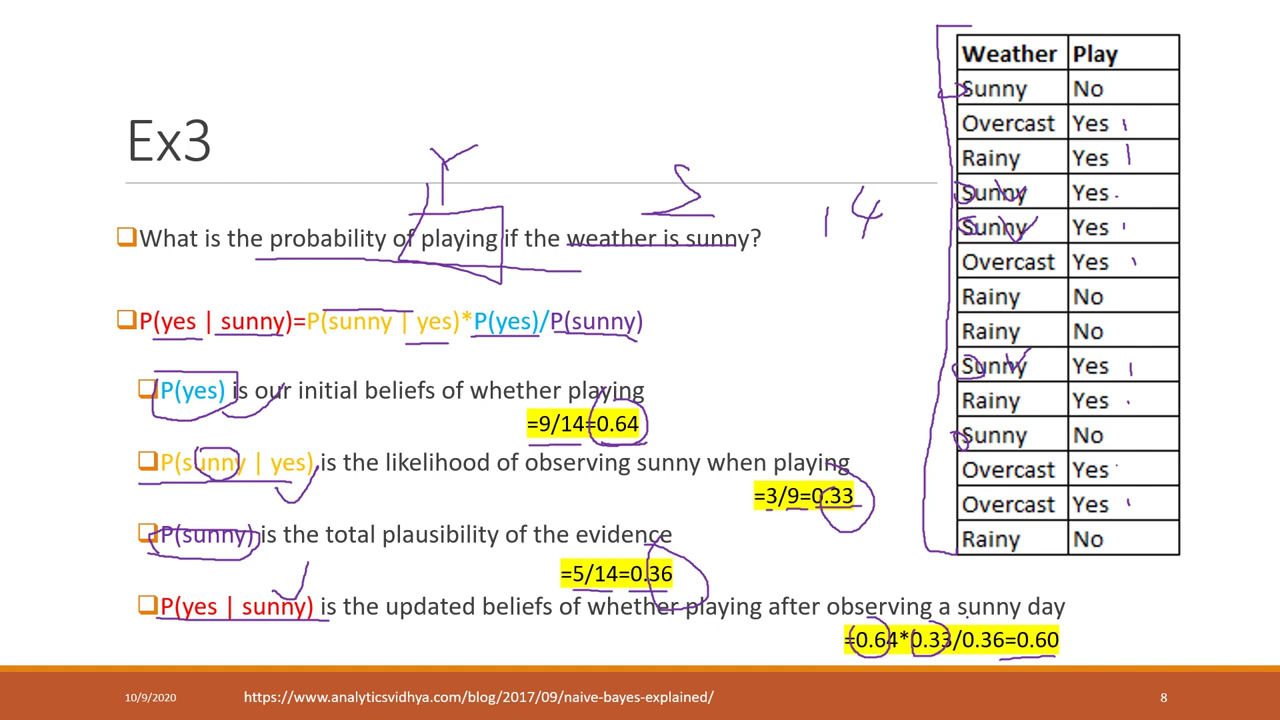 Ex3
Y
S
14
What is the probability of playing if the weather is sunny?
P(yes | sunny)=P(sunny | yes)*P(yes)/P(sunny)
P(yes) is our initial beliefs of whether playing
=9/14=0.64
P(sunny | yes) is the likelihood of observing sunny when playing
=3/9=0.33
P(sunny) is the total plausibility of the evidence
=5/14=0.36
P(yes | sunny) is the updated beliefs of whether playing after observing a sunny day
=0.64*0.33/0.36=0.60
Weather Play
Sunny No
Overcast Yes
Rainy Yes
Sunny Yes
Sunny Yes
Overcast Yes
Rainy No
Rainy No
Sunny Yes
Rainy Yes
Sunny No
Overcast Yes
Overcast Yes
Rainy No
10/9/2020
https://www.analyticsvidhya.com/blog/2017/09/naive-bayes-explained/
8